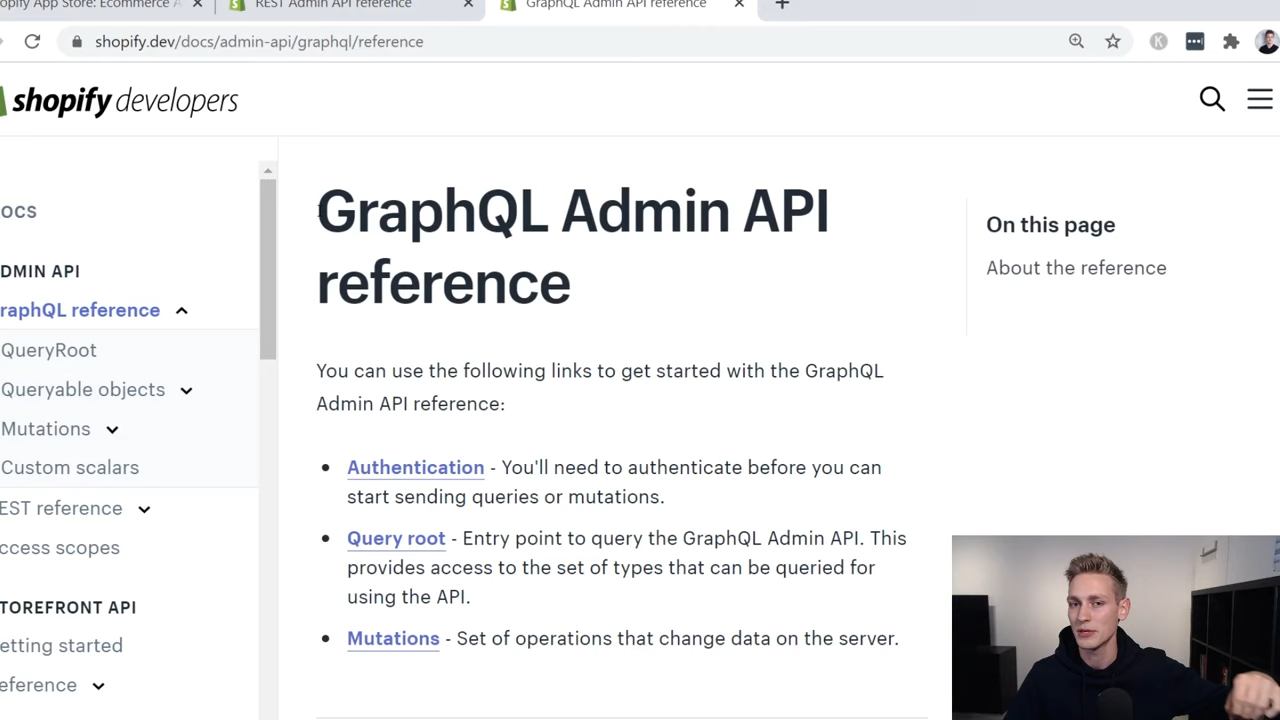 opify App Store: Ecommerce A
REST Admin API reference
GraphQL Admin API reference
shopify.dev/docs/admin-api/graphql/reference
K
shopify developers
OCS
DMIN API
raphQL reference
QueryRoot
Queryable objects
Mutations
Custom scalars
EST reference
ccess scopes
TOREFRONT API
etting started
eference
GraphQL Admin API
reference
You can use the following links to get started with the GraphQL
Admin API reference:
Authentication - You'll need to authenticate before you can
start sending queries or mutations.
Query root - Entry point to query the GraphQL Admin API. This
provides access to the set of types that can be queried for
using the API.
Mutations - Set of operations that change data on the server.
On this page
About the reference